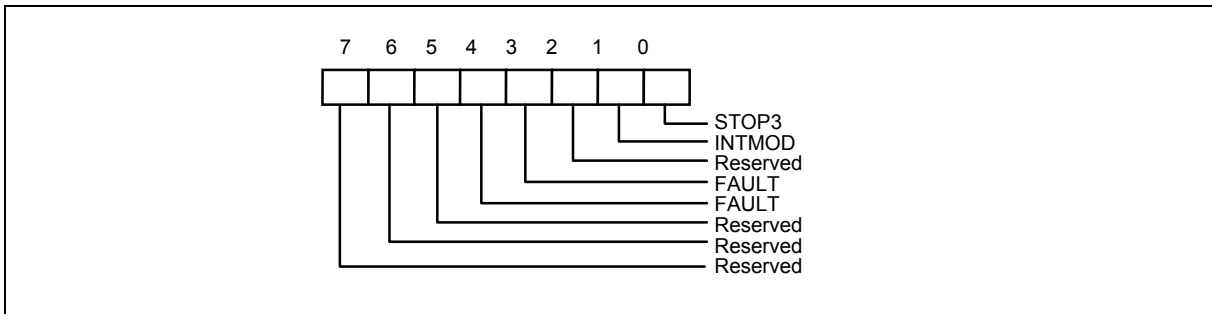 7 6 5 4 3 2 1 0
STOP3
INTMOD
Reserved
FAULT
FAULT
Reserved
Reserved
Reserved